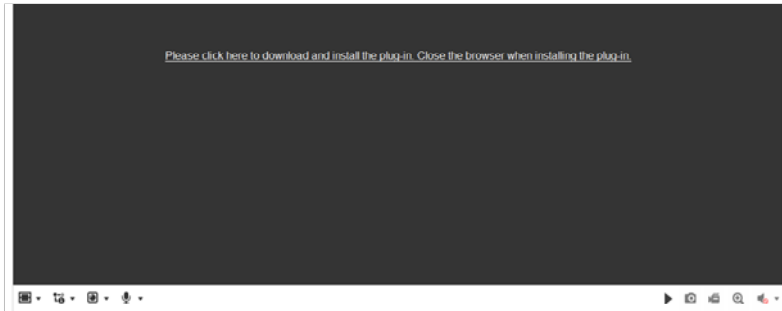 Please click here to download and install the plug-in. Close the browser when installing the plug-in.